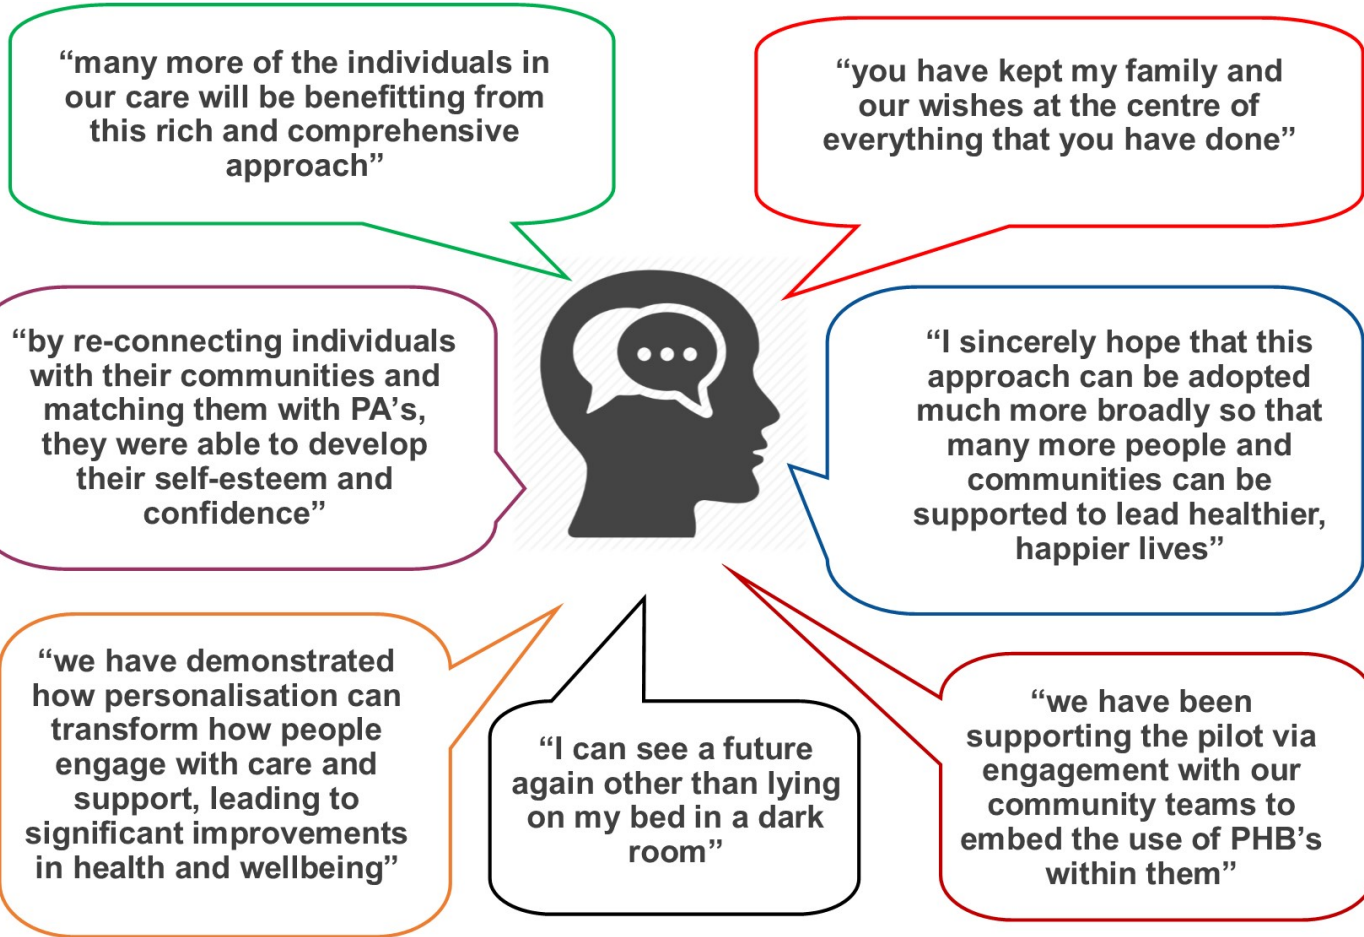 “many more of the individuals in
our care will be benefitting from
this rich and comprehensive
approach”
“you have kept my family and
our wishes at the centre of
everything that you have done”
“by re-connecting individuals
with their communities and
matching them with PA’s,
they were able to develop
their self-esteem and
confidence”
“I sincerely hope that this
approach can be adopted
much more broadly so that
many more people and
communities can be
supported to lead healthier,
happier lives”
“we have demonstrated
how personalisation can
transform how people
engage with care and
support, leading to
significant improvements
in health and wellbeing”
“I can see a future
again other than lying
on my bed in a dark
room”
“we have been
supporting the pilot via
engagement with our
community teams to
embed the use of PHB’s
within them”